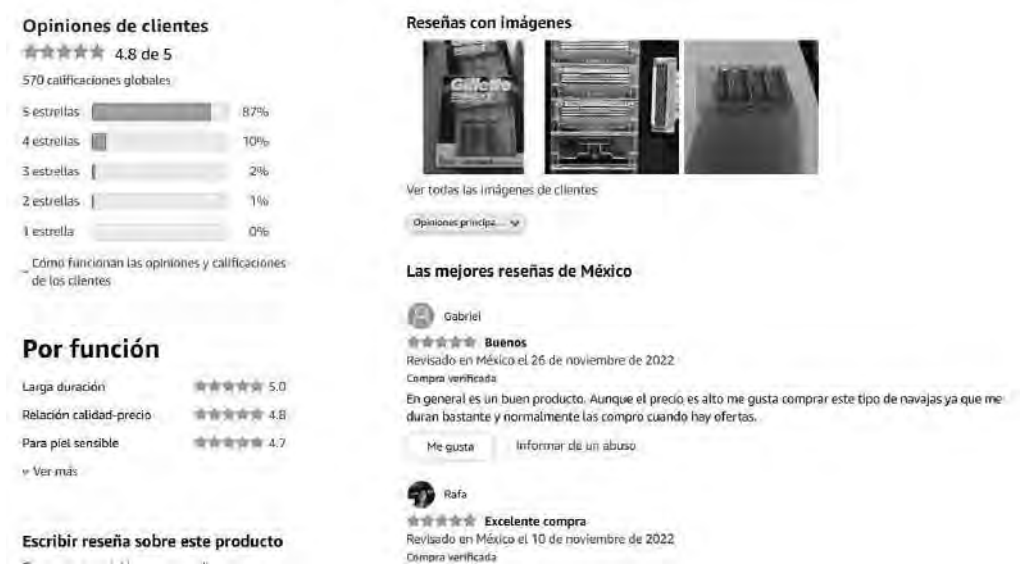 Opiniones de clientes
4.8 de 5
570 calificaciones globales
5 estrellas 87%
4 estrellas 10%
3 estrellas 2%
2 estrellas 1%
1 estrella 0%
Cómo funcionan las opiniones y calificaciones
de los clientes
Por función
Larga duración 5.0
Relación calidad-precio 4.8
Para piel sensible 4.7
Ver más
Escribir reseña sobre este producto
Reseñas con imágenes
Gillette
Ver todas las imágenes de clientes
Opiniones principa...
Las mejores reseñas de México
Gabriel
Buenos
Revisado en México el 26 de noviembre de 2022
Compra verificada
En general es un buen producto. Aunque el precio es alto me gusta comprar este tipo de navajas ya que me
duran bastante y normalmente las compro cuando hay ofertas.
Me gusta Informar de un abuso
Rafa
Excelente compra
Revisado en México el 10 de noviembre de 2022
Compra verificada